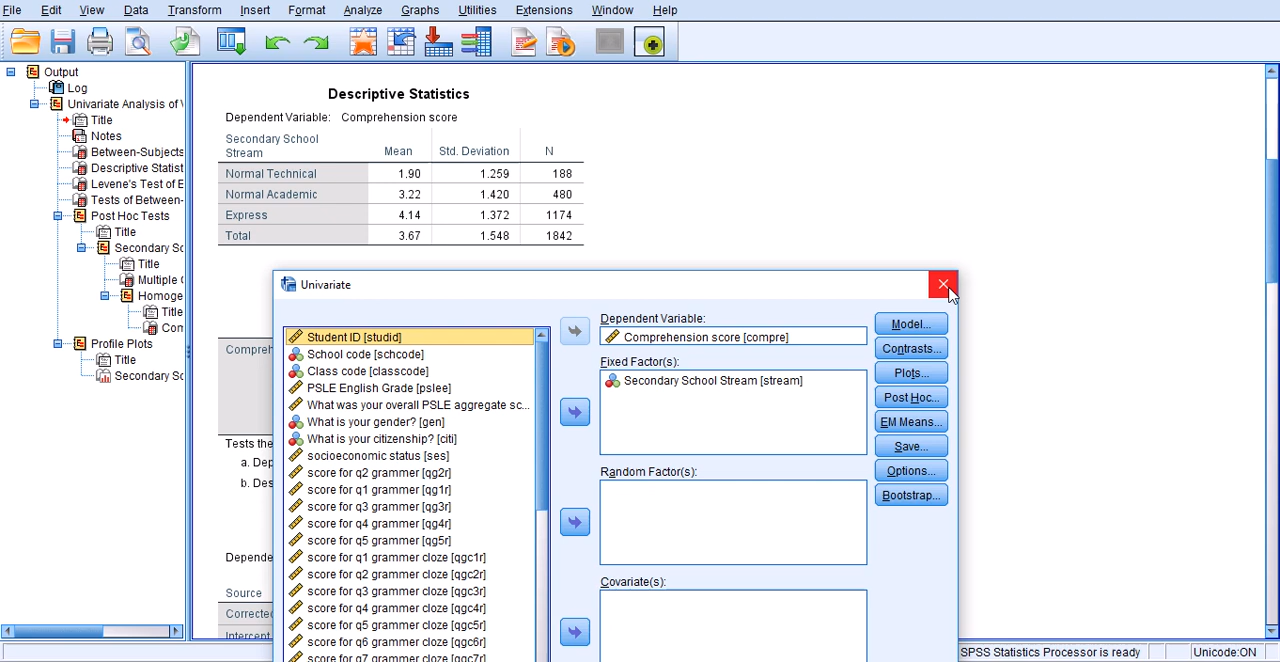 File Edit View Data Transform Insert Format Analyze Graphs Utilities Extensions Window Help
Output
Log
Univariate Analysis of V
Title
Notes
Between-Subjects
Descriptive Statist
Levene's Test of E
Tests of Between-
Post Hoc Tests
Title
Secondary Sc
Title
Multiple C
Homoge
Title
Com
Profile Plots
Title
Secondary Sc
Descriptive Statistics
Dependent Variable: Comprehension score
Secondary School
Stream Mean Std. Deviation N
Normal Technical 1.90 1.259 188
Normal Academic 3.22 1.420 480
Express 4.14 1.372 1174
Total 3.67 1.548 1842
Compreh
Tests the
a. Dep
b. Des
Depende
Source
Corrected
Intercept
Univariate
Student ID [studid]
School code [schcode]
Class code [classcode]
PSLE English Grade [pslee]
What was your overall PSLE aggregate sc...
What is your gender? [gen]
What is your citizenship? [citi]
socioeconomic status [ses]
score for q2 grammer [qg2r]
score for q1 grammer [qg1r]
score for q3 grammer [qg3r]
score for q4 grammer [qg4r]
score for q5 grammer [qg5r]
score for q1 grammer cloze [qgc1r]
score for q2 grammer cloze [qgc2r]
score for q3 grammer cloze [qgc3r]
score for q4 grammer cloze [qgc4r]
score for q5 grammer cloze [qgc5r]
score for q6 grammer cloze [qgc6r]
score for q7 grammer cloze [qgc7r]
Dependent Variable:
Comprehension score [compre]
Fixed Factor(s):
Secondary School Stream [stream]
Random Factor(s):
Covariate(s):
Model...
Contrasts...
Plots...
Post Hoc...
EM Means...
Save...
Options...
Bootstrap...
SPSS Statistics Processor is ready Unicode:ON